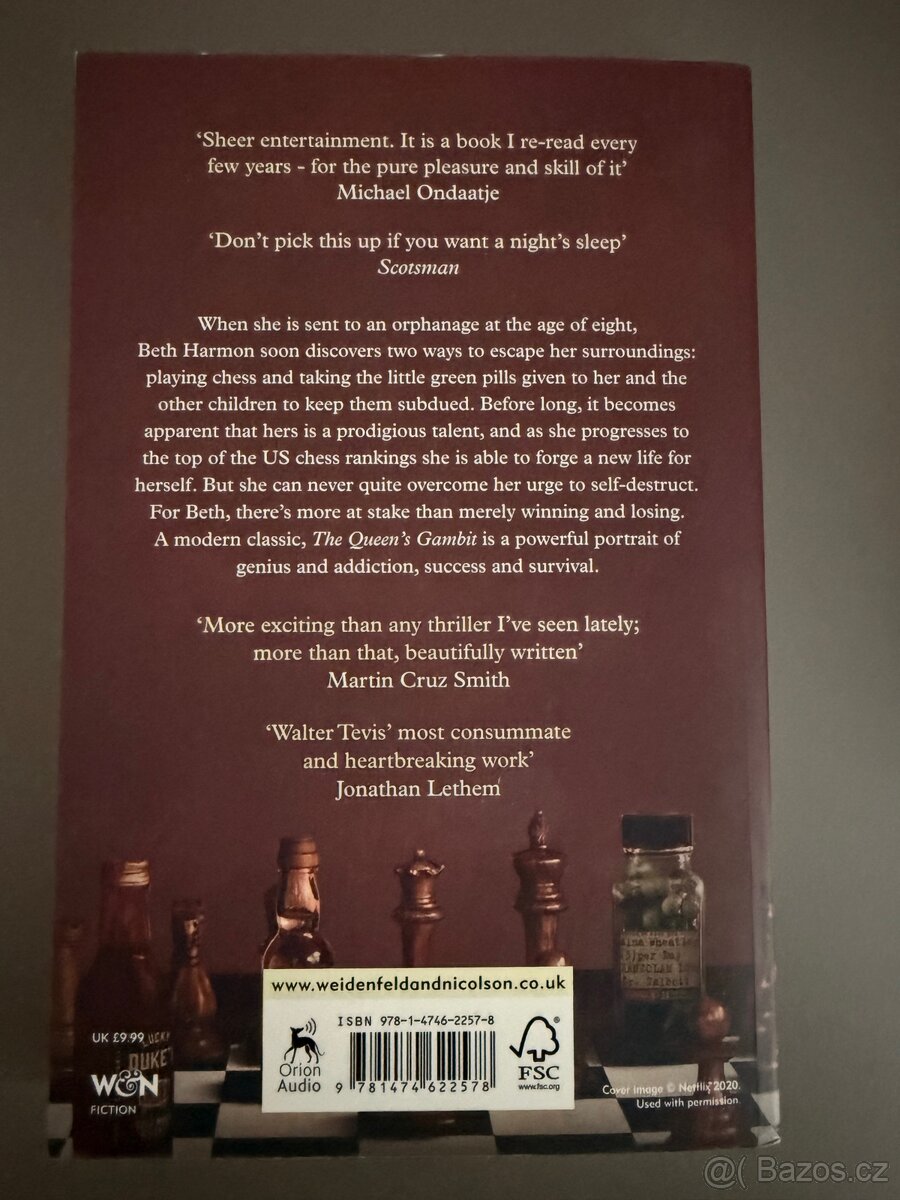 ‘Sheer entertainment. It is a book I re-read every
few years - for the pure pleasure and skill of it’
Michael Ondaatje
‘Don’t pick this up if you want a night’s sleep’
Scotsman
When she is sent to an orphanage at the age of eight,
Beth Harmon soon discovers two ways to escape her surroundings:
playing chess and taking the little green pills given to her and the
other children to keep them subdued. Before long, it becomes
apparent that hers is a prodigious talent, and as she progresses to
the top of the US chess rankings she is able to forge a new life for
herself. But she can never quite overcome her urge to self-destruct.
For Beth, there’s more at stake than merely winning and losing.
A modern classic, The Queen’s Gambit is a powerful portrait of
genius and addiction, success and survival.
‘More exciting than any thriller I’ve seen lately;
more than that, beautifully written’
Martin Cruz Smith
‘Walter Tevis’ most consummate
and heartbreaking work’
Jonathan Lethem
www.weidenfeldandnicolson.co.uk
ISBN 978-1-4746-2257-8
9 781474 622578
Orion
Audio
FSC
www.fsc.org
UK £9.99
DUKE
W&N
FICTION
per
Cover Image © Netflix 2020.
Used with permission.
@( Bazos.cz